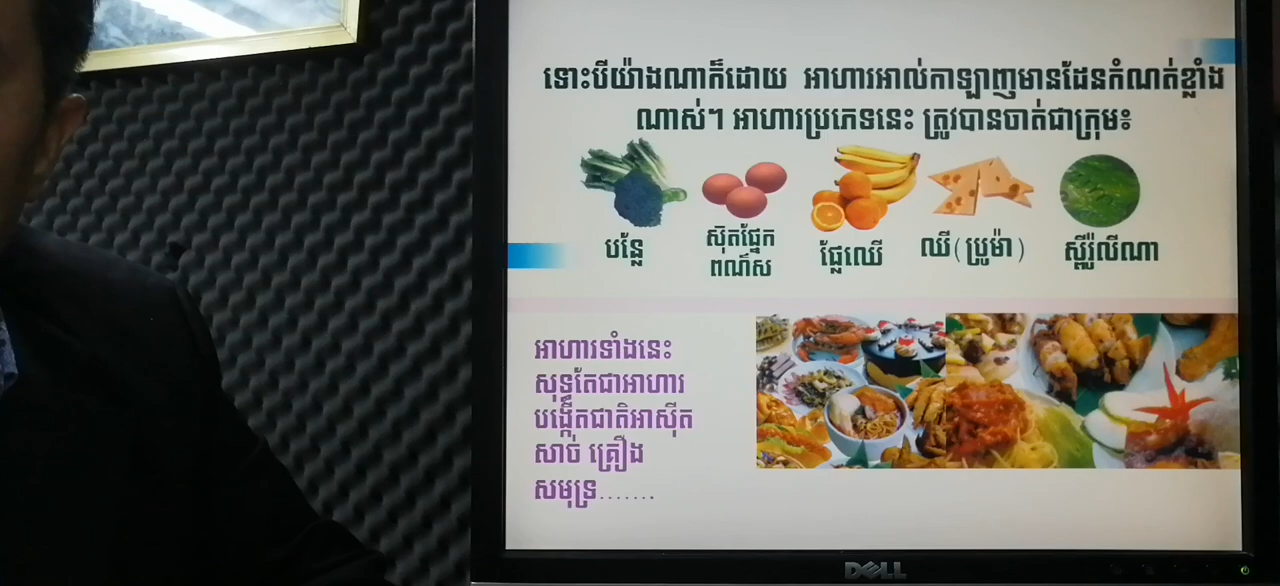 ទោះបីយ៉ាងណាក៏ដោយ អាហារអាល់កាឡាញមានដែនកំណត់ខ្លាំង
ណាស់។ អាហារប្រភេទនេះ ត្រូវបានចាត់ជាក្រុម៖
បន្លែ
ស៊ុតផ្នែក
ពណ៌ស
ផ្លែឈើ
ឈី(ប្រូម៉ា)
ស្ពីរ៉ូលីណា
អាហារទាំងនេះ
សុទ្ធតែជាអាហារ
បង្កើតជាតិអាស៊ីត
សាច់ គ្រឿង
សមុទ្រ.......
DELL